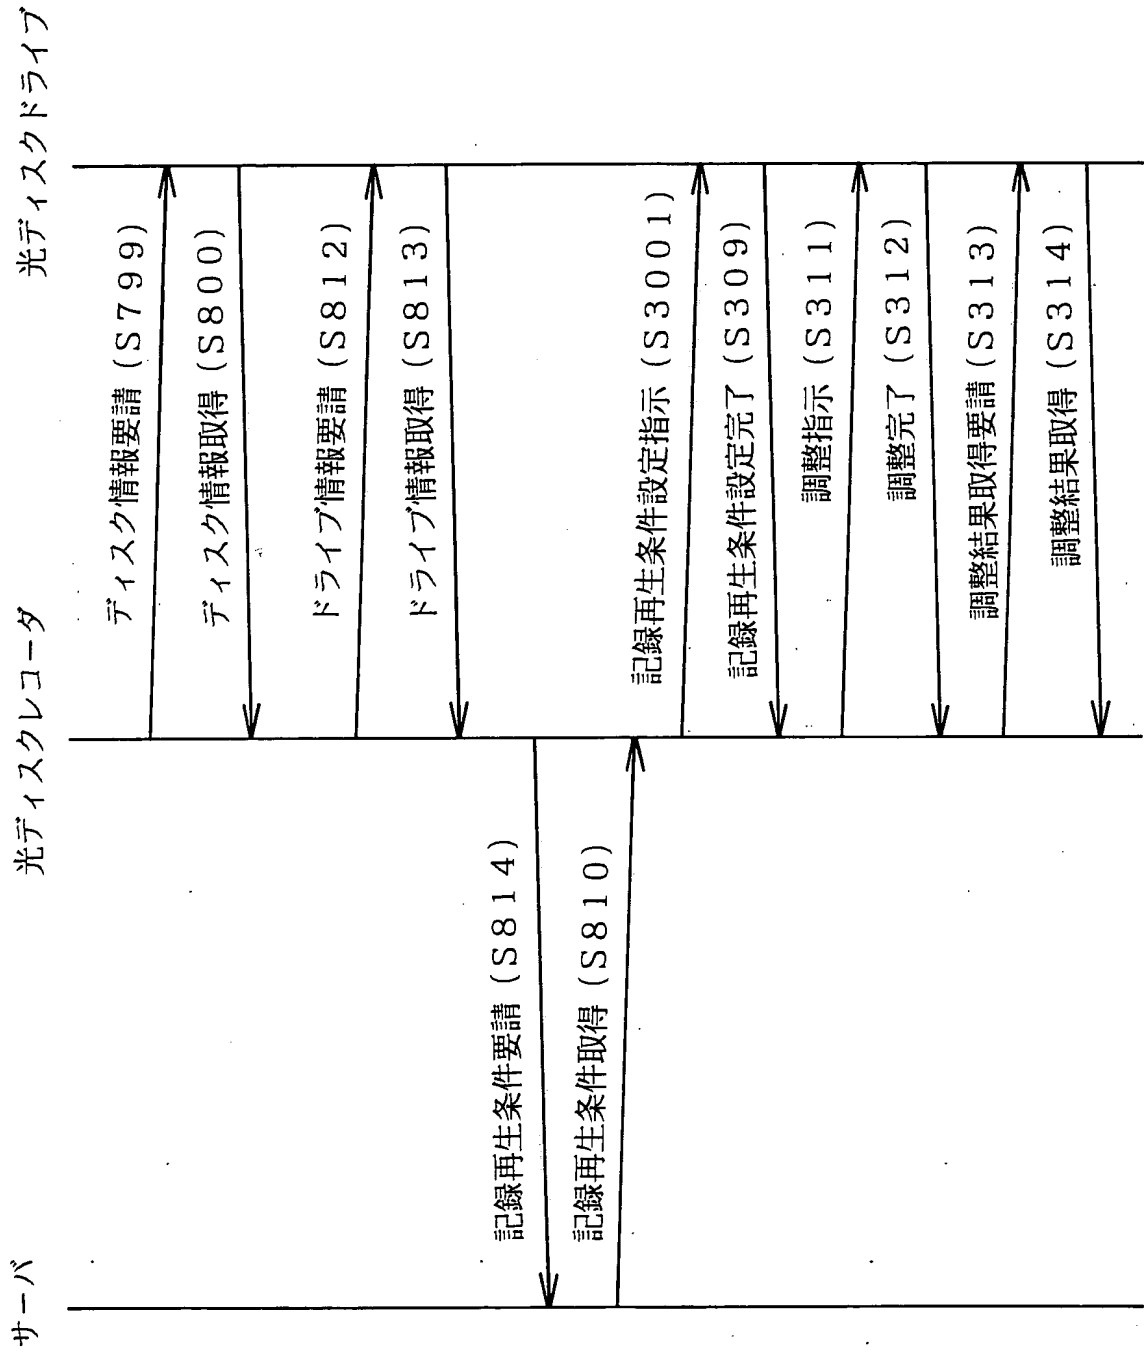 サーバ
光ディスクレコーダ
光ディスクドライブ
ディスク情報要請（S799）
ディスク情報取得（S800）
ドライブ情報要請（S812）
ドライブ情報取得（S813）
記録再生条件要請（S814）
記録再生条件取得（S810）
記録再生条件設定指示（S3001）
記録再生条件設定完了（S309）
調整指示（S311）
調整完了（S312）
調整結果取得要請（S313）
調整結果取得（S314）